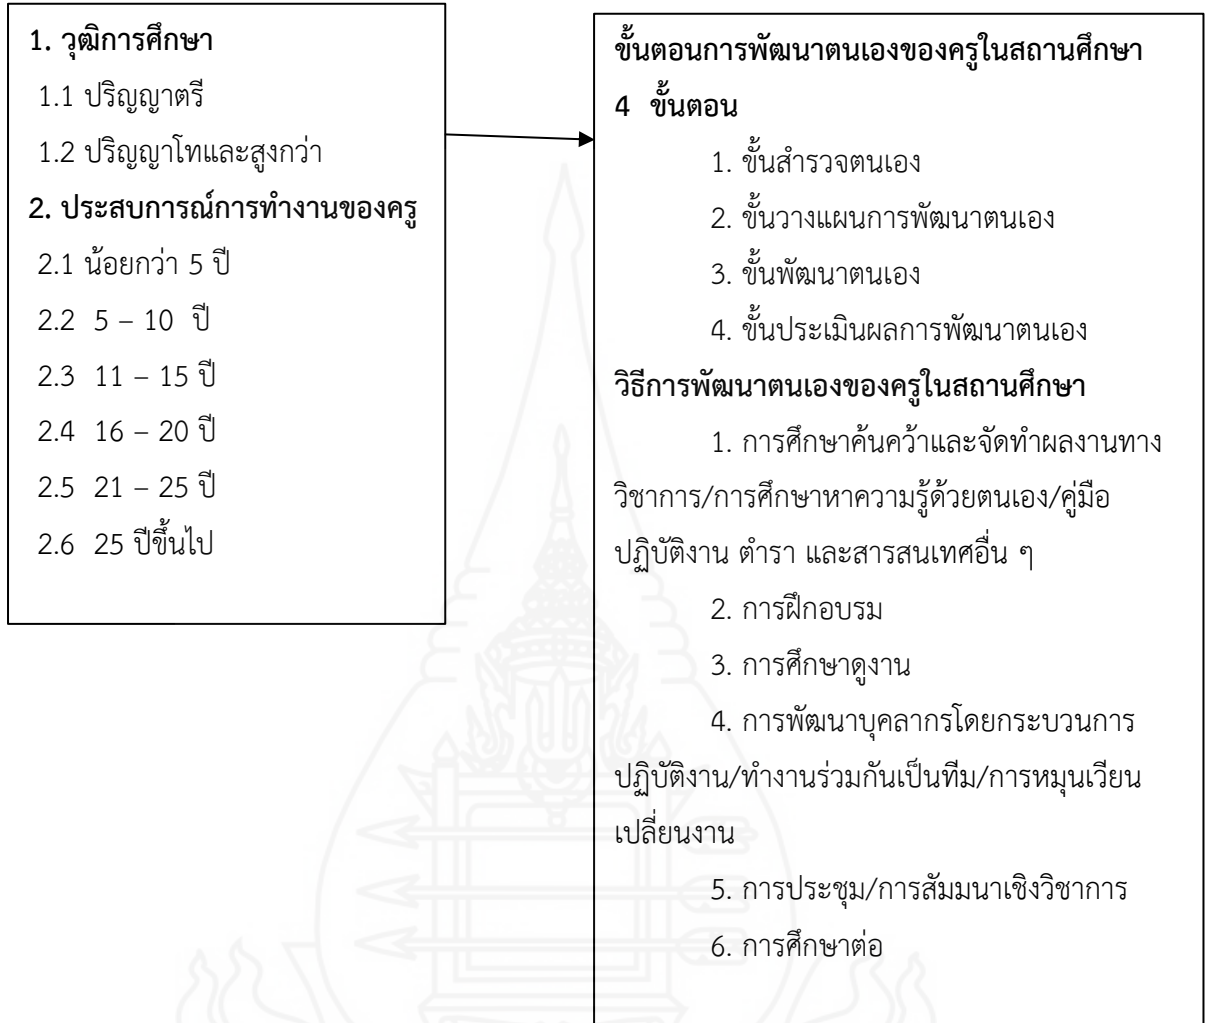 1. วุฒิการศึกษา
1.1 ปริญญาตรี
1.2 ปริญญาโทและสูงกว่า
2. ประสบการณ์การทำงานของครู
2.1 น้อยกว่า 5 ปี
2.2 5 – 10 ปี
2.3 11 – 15 ปี
2.4 16 – 20 ปี
2.5 21 – 25 ปี
2.6 25 ปีขึ้นไป
ขั้นตอนการพัฒนาตนเองของครูในสถานศึกษา
4 ขั้นตอน
1. ขั้นสำรวจตนเอง
2. ขั้นวางแผนการพัฒนาตนเอง
3. ขั้นพัฒนาตนเอง
4. ขั้นประเมินผลการพัฒนาตนเอง
วิธีการพัฒนาตนเองของครูในสถานศึกษา
1. การศึกษาค้นคว้าและจัดทำผลงานทาง
วิชาการ/การศึกษาหาความรู้ด้วยตนเอง/คู่มือ
ปฏิบัติงาน ตำรา และสารสนเทศอื่น ๆ
2. การฝึกอบรม
3. การศึกษาดูงาน
4. การพัฒนาบุคลากรโดยกระบวนการ
ปฏิบัติงาน/ทำงานร่วมกันเป็นทีม/การหมุนเวียน
เปลี่ยนงาน
5. การประชุม/การสัมมนาเชิงวิชาการ
6. การศึกษาต่อ